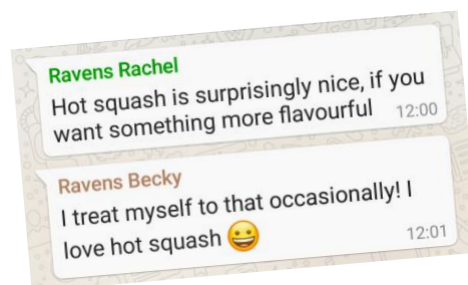 Ravens Rachel
Hot squash is surprisingly nice, if you
want something more flavourful 12:00
Ravens Becky
I treat myself to that occasionally! I
love hot squash 😀 12:01